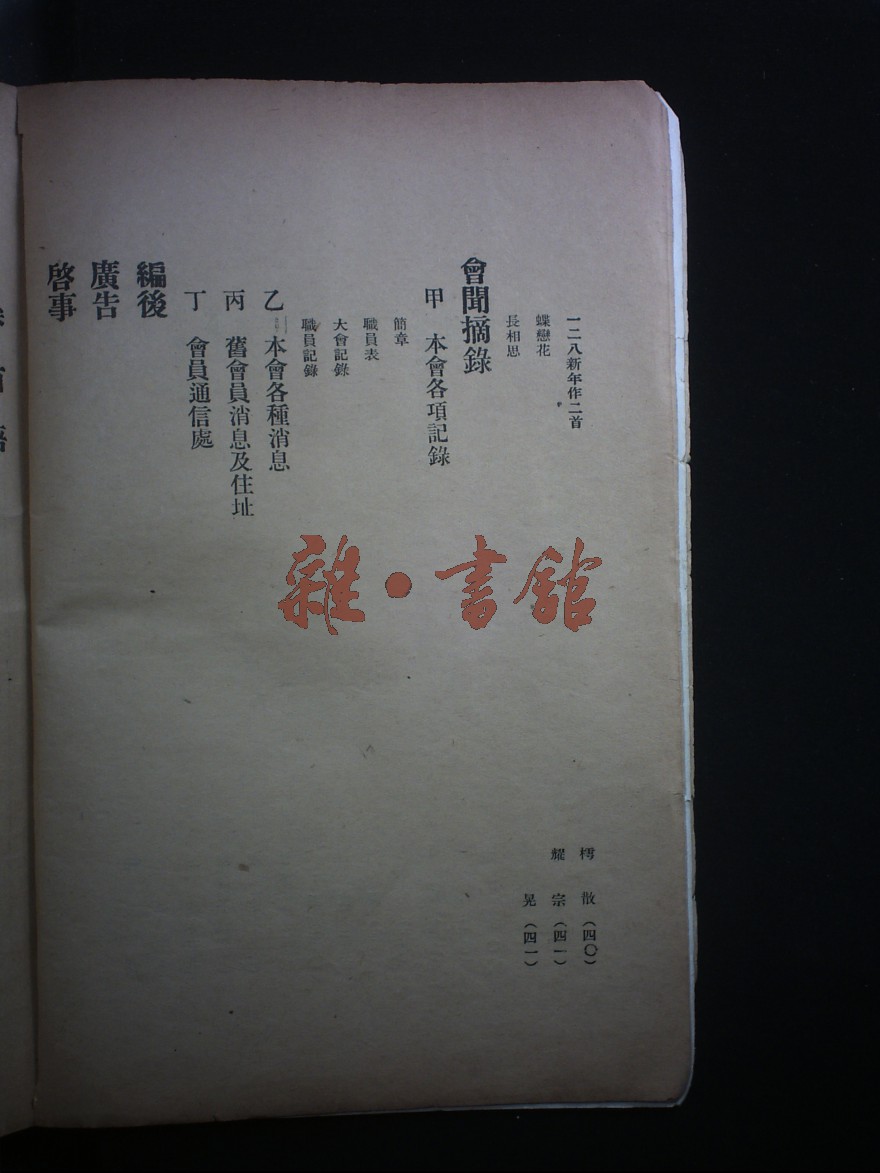 一二八新年作二首 樗散（四〇）
蝶戀花 耀宗（四一）
長相思 晃（四一）
會聞摘錄
甲 本會各項記錄
簡章
職員表
大會記錄
職員記錄
乙 本會各種消息
丙 舊會員消息及住址
丁 會員通信處
編後
廣告
啓事
雜·書館